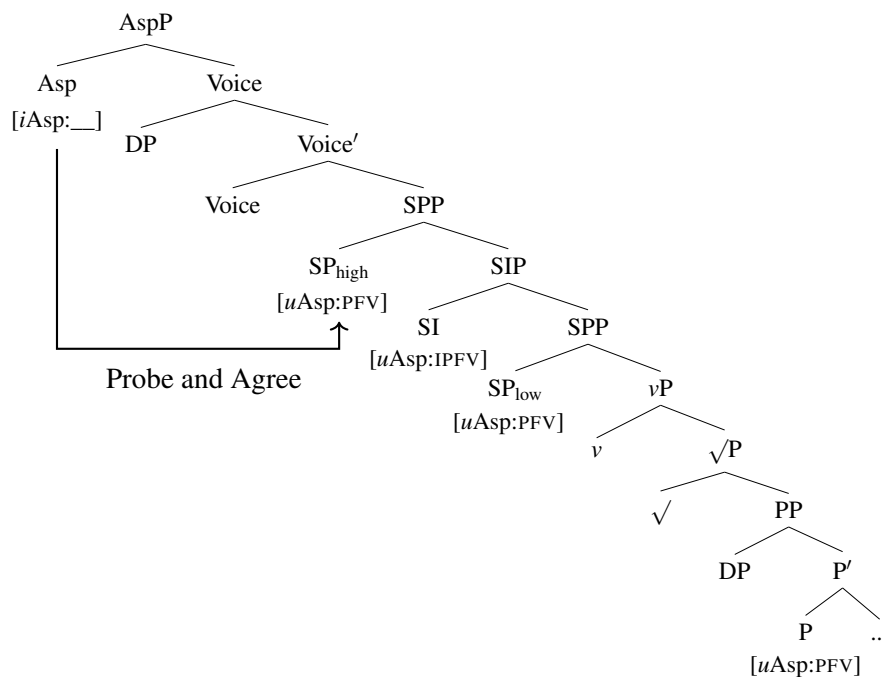 AspP
Asp Voice
[iAsp:__]
DP Voice′
Voice SPP
SPhigh SIP
[uAsp:PFV]
SI SPP
[uAsp:IPFV]
Probe and Agree
SPlow vP
[uAsp:PFV]
v √P
√ PP
DP P′
P ..
[uAsp:PFV]